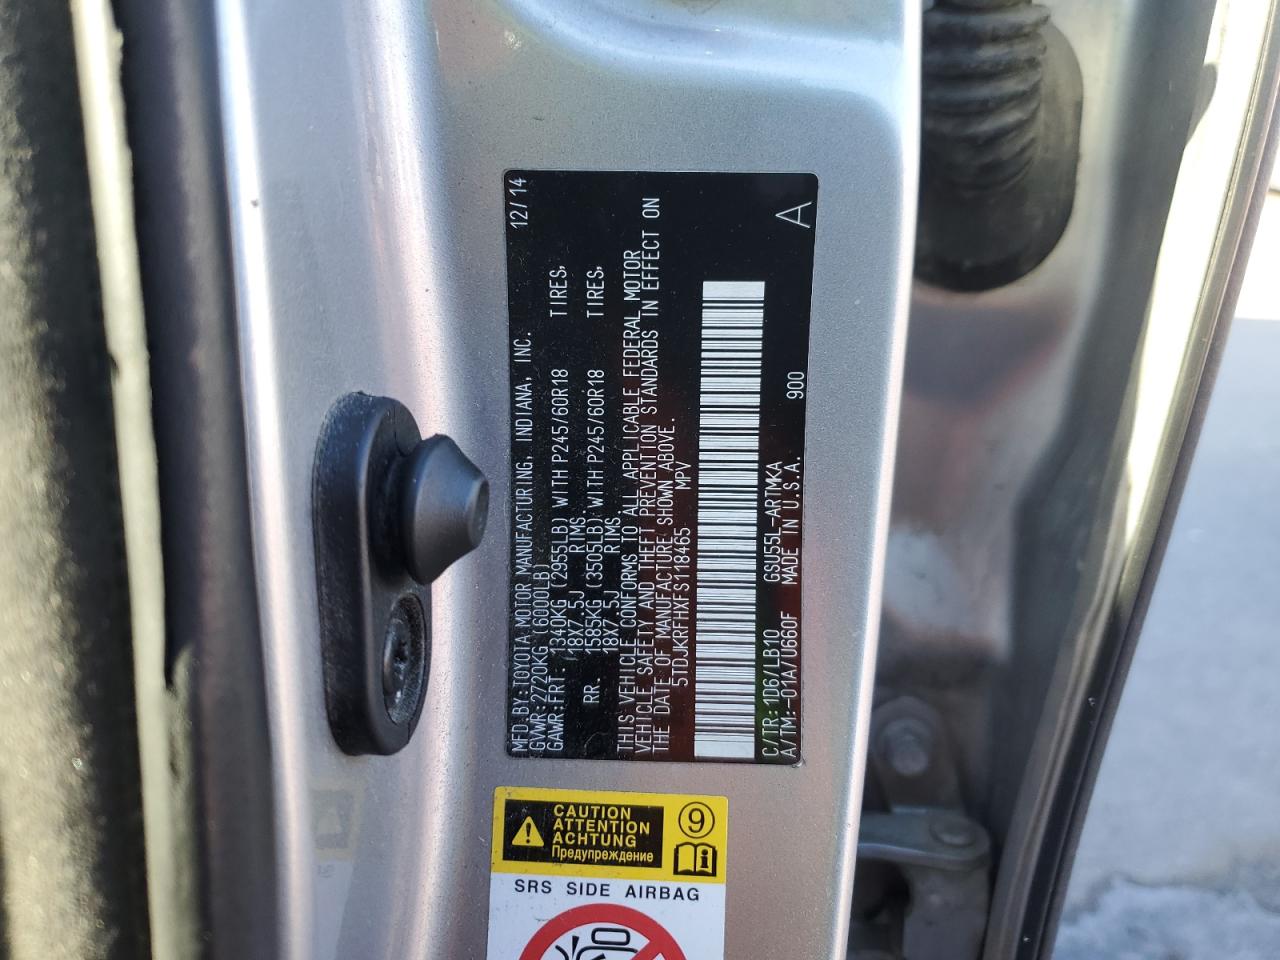 MFD.BY:TOYOTA MOTOR MANUFACTURING, INDIANA, INC. 12/14
GVWR:2720KG (6000LB)
GAWR:FRT. 1340KG (2955LB) WITH P245/60R18 TIRES,
18X7.5J RIMS
RR. 1585KG (3505LB) WITH P245/60R18 TIRES,
18X7.5J RIMS
THIS VEHICLE CONFORMS TO ALL APPLICABLE FEDERAL MOTOR
VEHICLE SAFETY AND THEFT PREVENTION STANDARDS IN EFFECT ON
THE DATE OF MANUFACTURE SHOWN ABOVE.
5TDJKRFHXFS118465 MPV
C/TR:1D6/LB10 GSU55L-ARTMKA
A/TM:-01A/U660F MADE IN U.S.A. 900
A
CAUTION
ATTENTION
ACHTUNG
Предупреждение
9
SRS SIDE AIRBAG